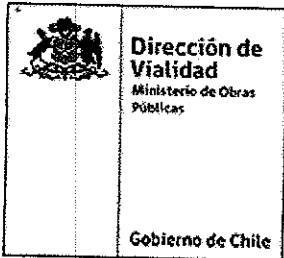 Dirección de
Vialidad
Ministerio de Obras
Públicas
Gobierno de Chile